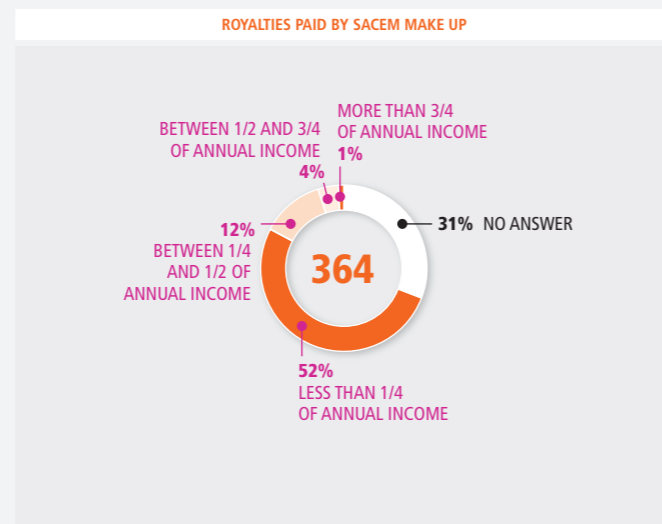 ROYALTIES PAID BY SACEM MAKE UP
MORE THAN 3/4
OF ANNUAL INCOME
1%
BETWEEN 1/2 AND 3/4
OF ANNUAL INCOME
4%
31% NO ANSWER
12%
BETWEEN 1/4
AND 1/2 OF
ANNUAL INCOME
364
52%
LESS THAN 1/4
OF ANNUAL INCOME